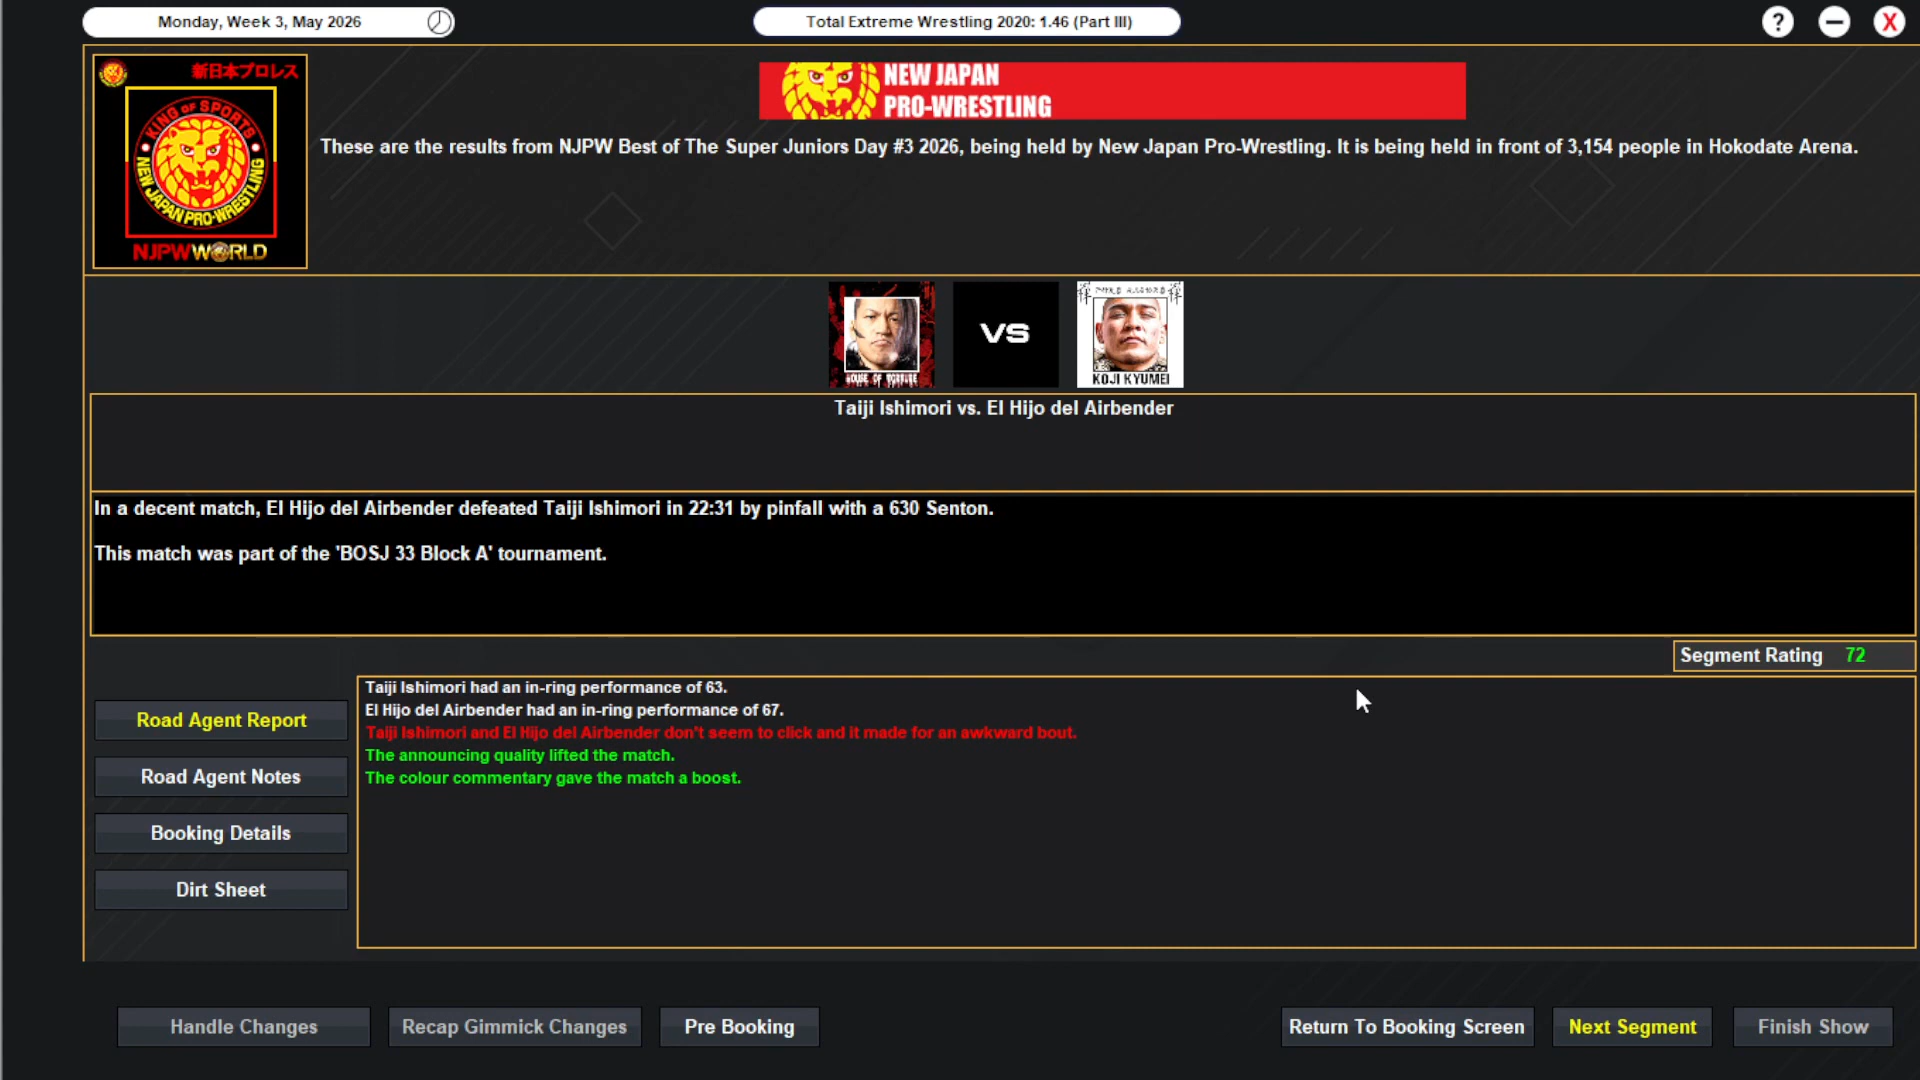 Monday, Week 3, May 2026
Total Extreme Wrestling 2020: 1.46 (Part III)
?
X
新日本プロレス
KING OF SPORTS
NEW JAPAN PRO-WRESTLING
NJPWWORLD
NEW JAPAN
PRO-WRESTLING
These are the results from NJPW Best of The Super Juniors Day #3 2026, being held by New Japan Pro-Wrestling. It is being held in front of 3,154 people in Hokodate Arena.
HOUSE OF TORTURE
VS
KOJI KYUMEI
Taiji Ishimori vs. El Hijo del Airbender
In a decent match, El Hijo del Airbender defeated Taiji Ishimori in 22:31 by pinfall with a 630 Senton.
This match was part of the 'BOSJ 33 Block A' tournament.
Segment Rating 72
Road Agent Report
Road Agent Notes
Booking Details
Dirt Sheet
Taiji Ishimori had an in-ring performance of 63.
El Hijo del Airbender had an in-ring performance of 67.
Taiji Ishimori and El Hijo del Airbender don't seem to click and it made for an awkward bout.
The announcing quality lifted the match.
The colour commentary gave the match a boost.
Handle Changes
Recap Gimmick Changes
Pre Booking
Return To Booking Screen
Next Segment
Finish Show